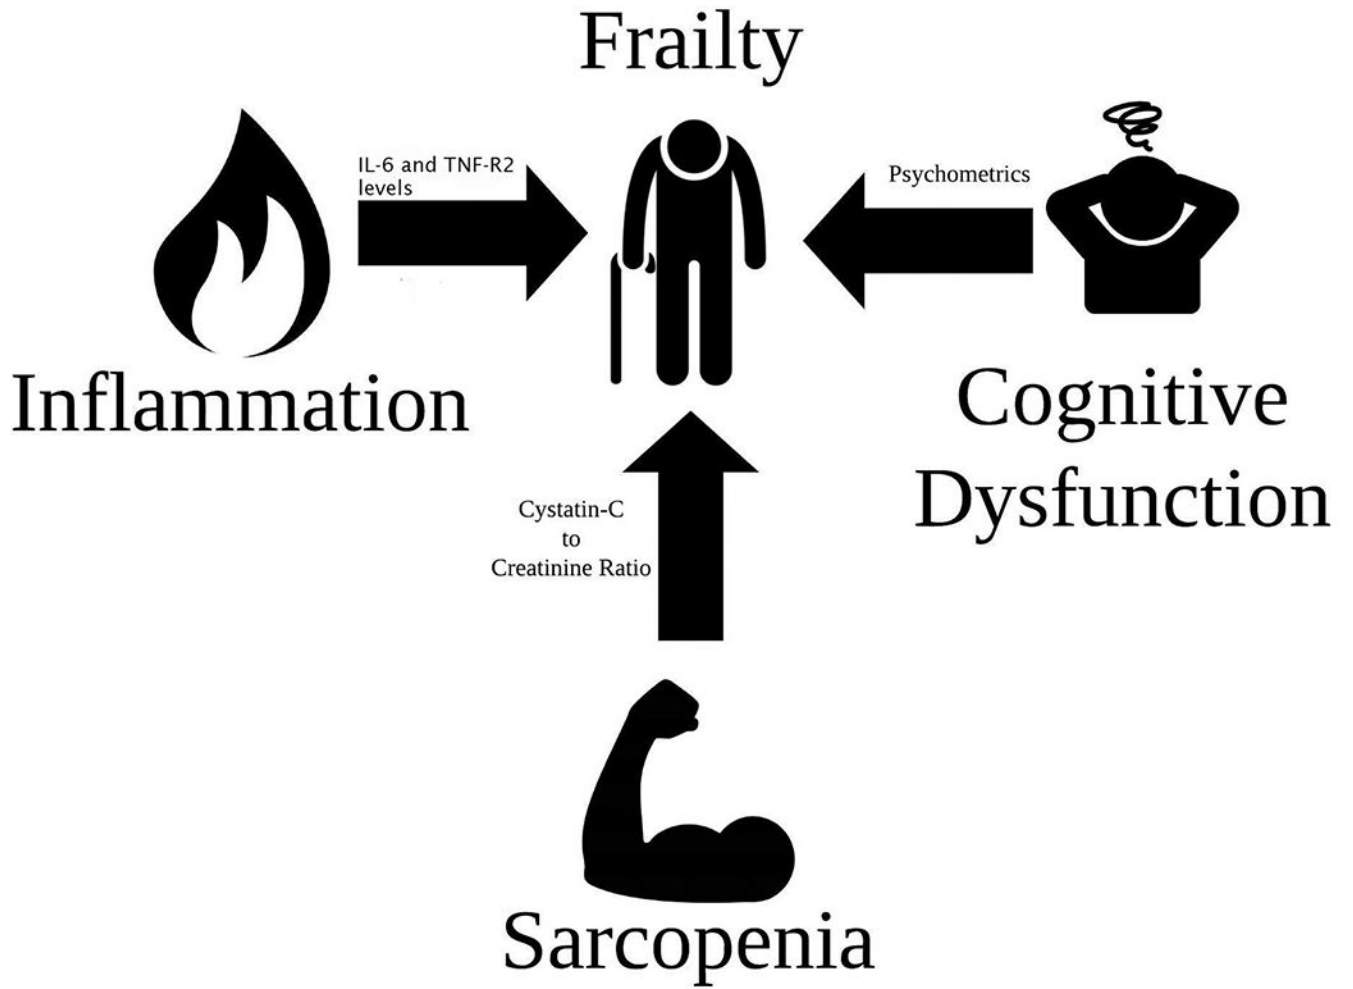 Frailty
IL-6 and TNF-R2
levels
Psychometrics
Inflammation
Cognitive
Dysfunction
Cystatin-C
to
Creatinine Ratio
Sarcopenia